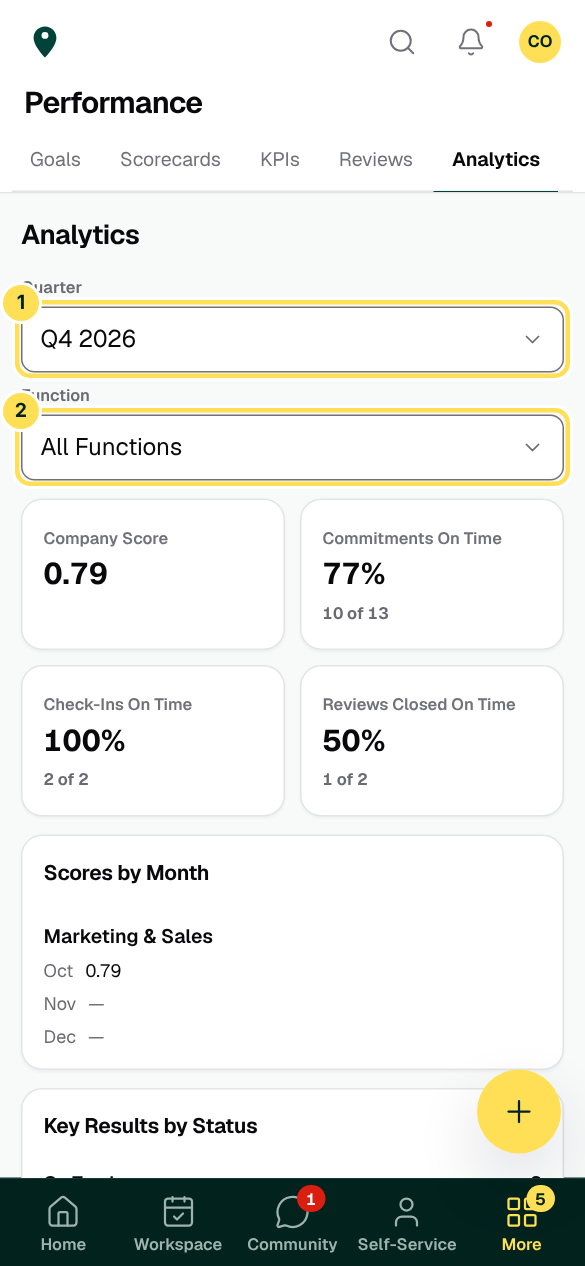 CO
Performance
Goals Scorecards KPIs Reviews Analytics
Analytics
Quarter
1
Q4 2026
Function
2
All Functions
Company Score
0.79
Commitments On Time
77%
10 of 13
Check-Ins On Time
100%
2 of 2
Reviews Closed On Time
50%
1 of 2
Scores by Month
Marketing & Sales
Oct 0.79
Nov —
Dec —
Key Results by Status
+
1
5
Home Workspace Community Self-Service More